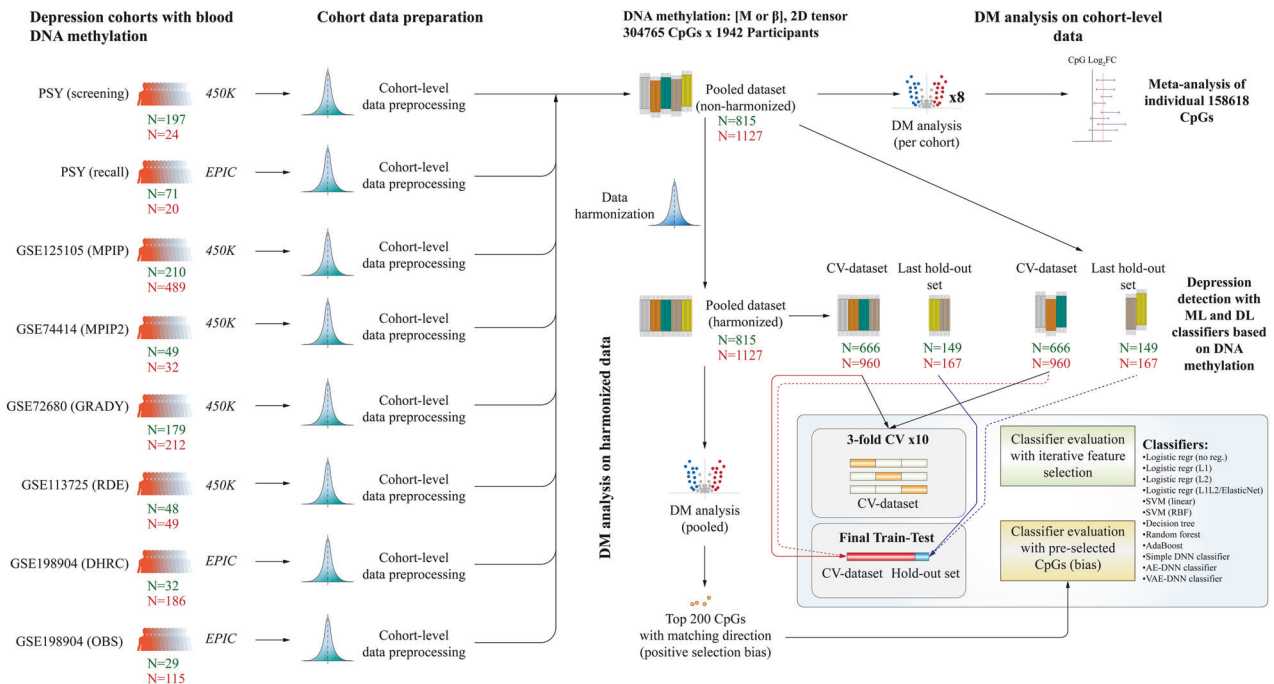 Depression cohorts with blood
DNA methylation
Cohort data preparation
DNA methylation: [M or β], 2D tensor
304765 CpGs x 1942 Participants
DM analysis on cohort-level
data
PSY (screening)
450K
N=197
N=24
Cohort-level
data preprocessing
PSY (recall)
EPIC
N=71
N=20
Cohort-level
data preprocessing
GSE125105 (MPIP)
450K
N=210
N=489
Cohort-level
data preprocessing
GSE74414 (MPIP2)
450K
N=49
N=32
Cohort-level
data preprocessing
GSE72680 (GRADY)
450K
N=179
N=212
Cohort-level
data preprocessing
GSE113725 (RDE)
450K
N=48
N=49
Cohort-level
data preprocessing
GSE198904 (DHRC)
EPIC
N=32
N=186
Cohort-level
data preprocessing
GSE198904 (OBS)
EPIC
N=29
N=115
Cohort-level
data preprocessing
Pooled dataset
(non-harmonized)
N=815
N=1127
x8
DM analysis
(per cohort)
CpG Log₂FC
Meta-analysis of
individual 158618
CpGs
Data
harmonization
DM analysis on harmonized data
Pooled dataset
(harmonized)
N=815
N=1127
CV-dataset
N=666
N=960
Last hold-out
set
N=149
N=167
CV-dataset
N=666
N=960
Last hold-out
set
N=149
N=167
Depression
detection with
ML and DL
classifiers based
on DNA
methylation
DM analysis
(pooled)
Top 200 CpGs
with matching direction
(positive selection bias)
3-fold CV x10
CV-dataset
Final Train-Test
CV-dataset
Hold-out set
Classifier evaluation
with iterative feature
selection
Classifier evaluation
with pre-selected
CpGs (bias)
Classifiers:
•Logistic regr (no reg.)
•Logistic regr (L1)
•Logistic regr (L2)
•Logistic regr (L1L2/ElasticNet)
•SVM (linear)
•SVM (RBF)
•Decision tree
•Random forest
•AdaBoost
•Simple DNN classifier
•AE-DNN classifier
•VAE-DNN classifier